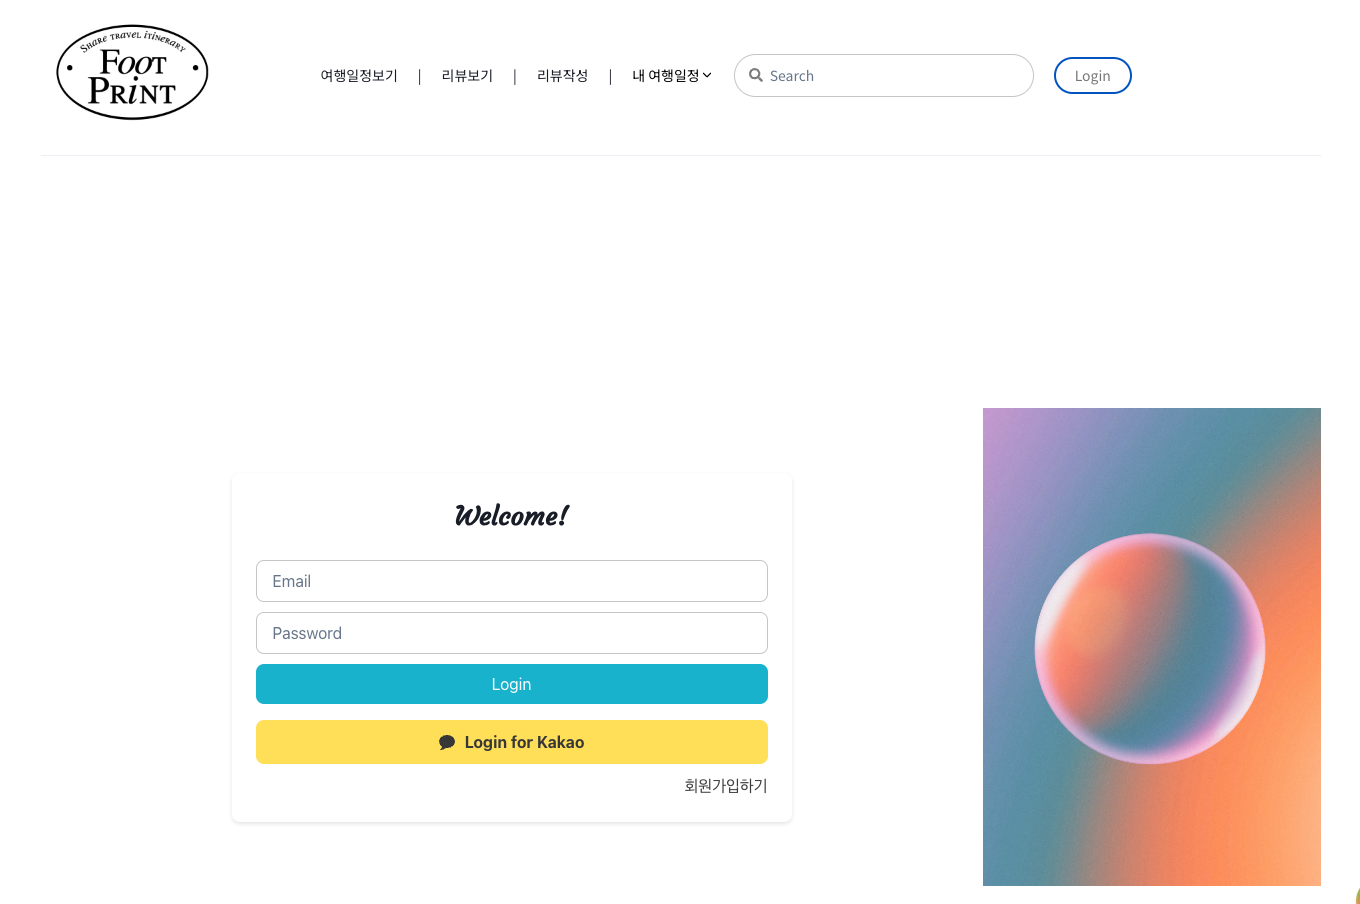 Share travel itinerary
Foot
Print
여행일정보기 | 리뷰보기 | 리뷰작성 | 내 여행일정 Search Login
Welcome!
Email
Password
Login
Login for Kakao
회원가입하기